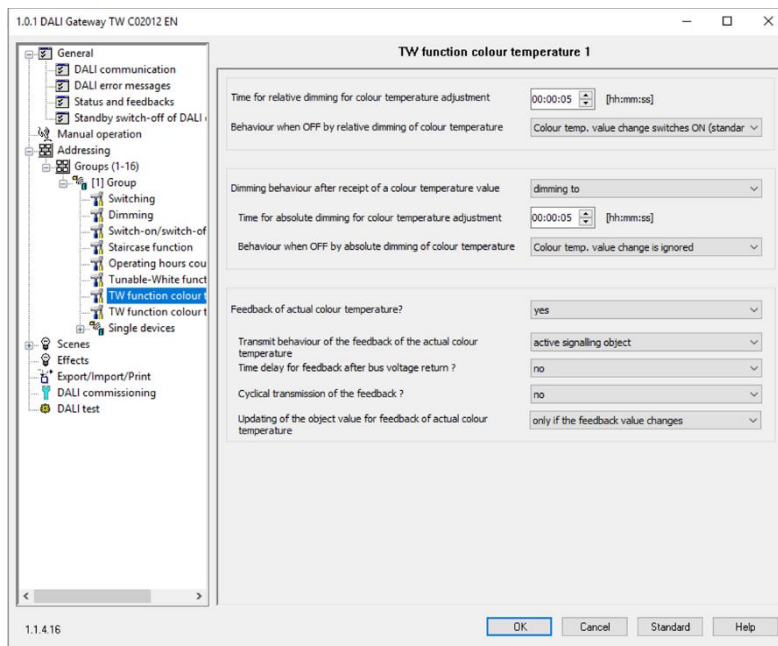 1.0.1 DALI Gateway TW C02012 EN
General
DALI communication
DALI error messages
Status and feedbacks
Standby switch-off of DALI
Manual operation
Addressing
Groups (1-16)
[1] Group
Switching
Dimming
Switch-on/switch-of
Staircase function
Operating hours cou
Tunable-White funct
TW function colour t
TW function colour t
Single devices
Scenes
Effects
Export/Import/Print
DALI commissioning
DALI test
TW function colour temperature 1
Time for relative dimming for colour temperature adjustment 00:00:05 [hh:mm:ss]
Behaviour when OFF by relative dimming of colour temperature Colour temp. value change switches ON (standar
Dimming behaviour after receipt of a colour temperature value dimming to
Time for absolute dimming for colour temperature adjustment 00:00:05 [hh:mm:ss]
Behaviour when OFF by absolute dimming of colour temperature Colour temp. value change is ignored
Feedback of actual colour temperature? yes
Transmit behaviour of the feedback of the actual colour
temperature active signalling object
Time delay for feedback after bus voltage return ? no
Cyclical transmission of the feedback ? no
Updating of the object value for feedback of actual colour
temperature only if the feedback value changes
1.1.4.16
OK Cancel Standard Help